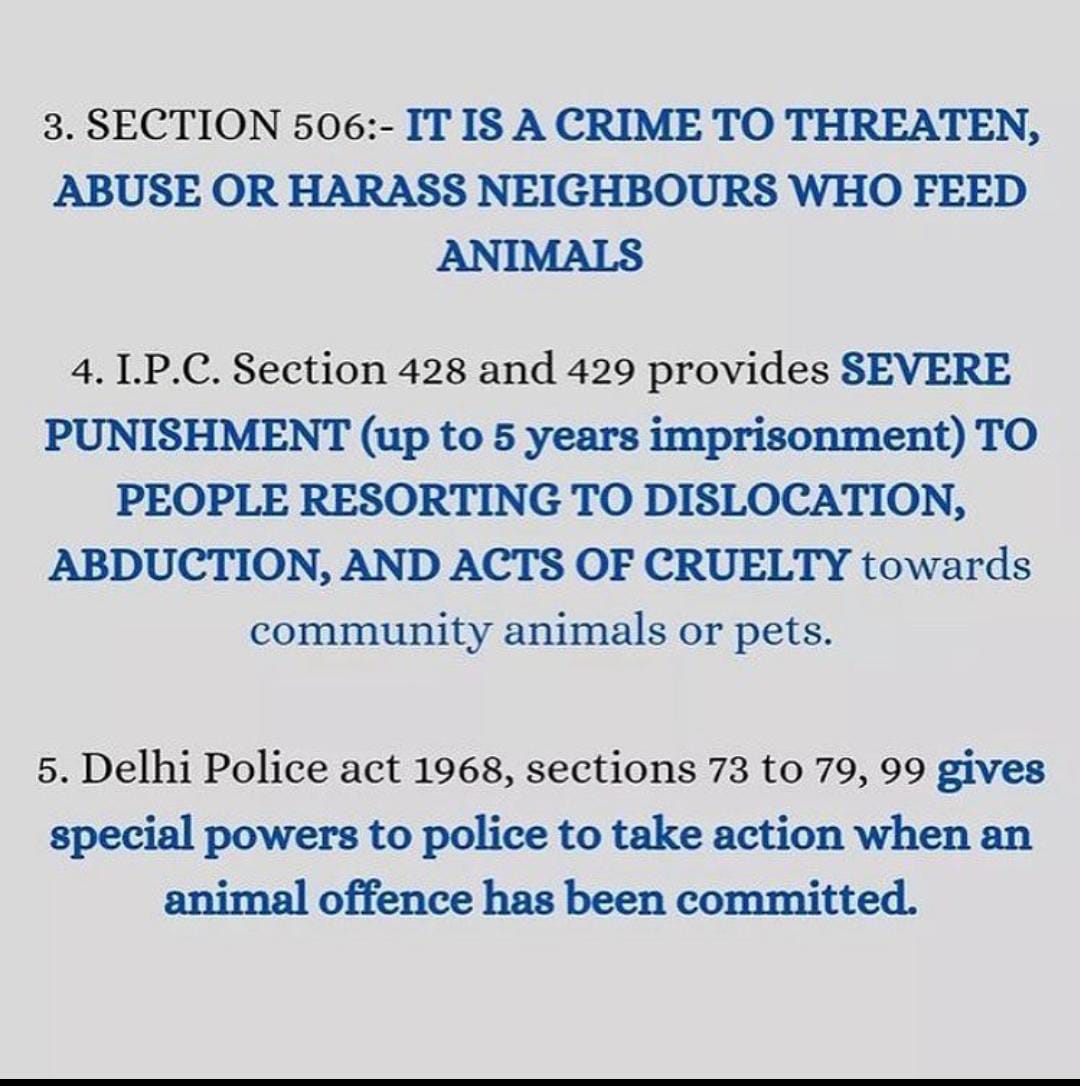 3. SECTION 506:- IT IS A CRIME TO THREATEN,
ABUSE OR HARASS NEIGHBOURS WHO FEED
ANIMALS
4. I.P.C. Section 428 and 429 provides SEVERE
PUNISHMENT (up to 5 years imprisonment) TO
PEOPLE RESORTING TO DISLOCATION,
ABDUCTION, AND ACTS OF CRUELTY towards
community animals or pets.
5. Delhi Police act 1968, sections 73 to 79, 99 gives
special powers to police to take action when an
animal offence has been committed.